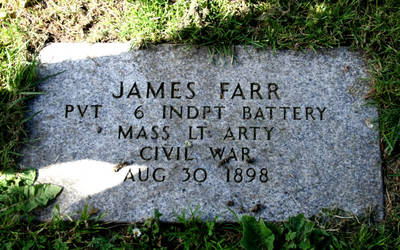 JAMES FARR
PVT 6 INDPT BATTERY
MASS LT ARTY
CIVIL WAR
AUG 30 1898